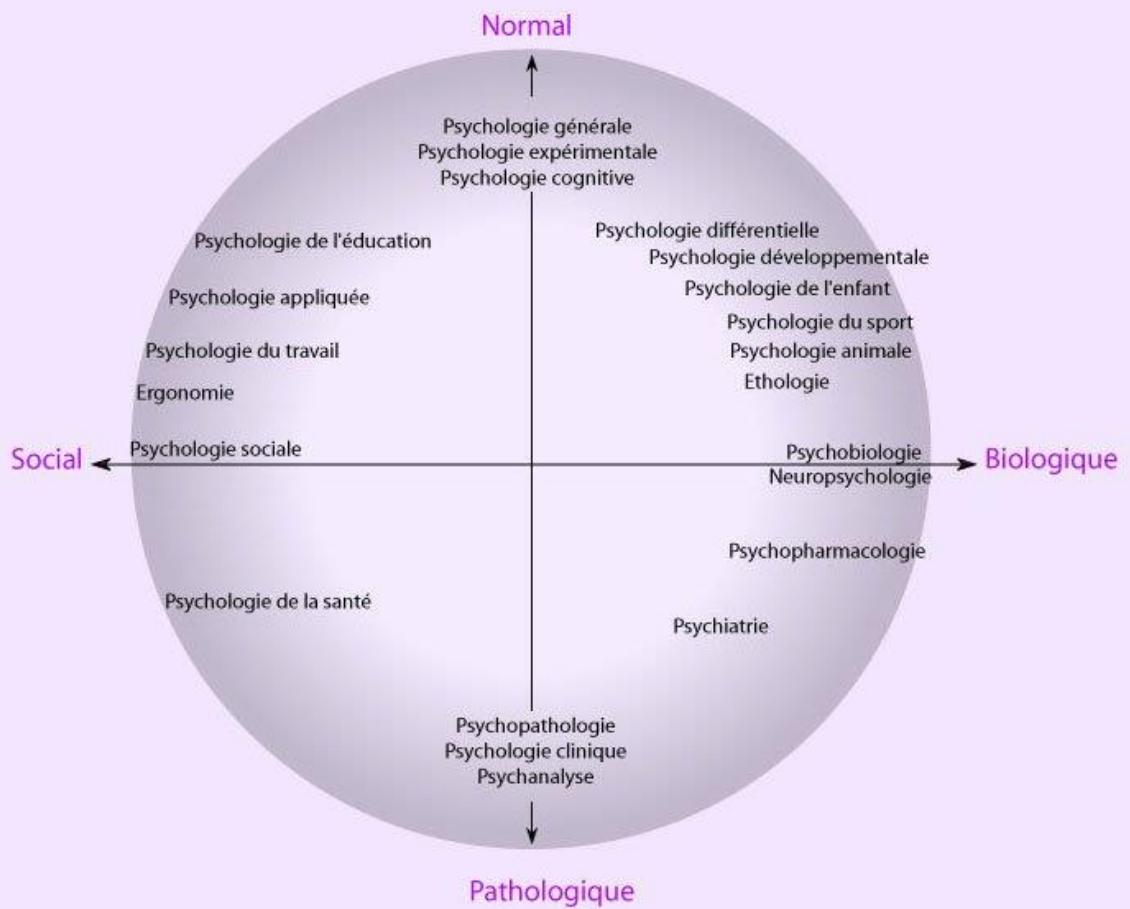 Normal
Psychologie générale
Psychologie expérimentale
Psychologie cognitive
Psychologie différentielle
Psychologie de l'éducation
Psychologie développementale
Psychologie de l'enfant
Psychologie appliquée
Psychologie du sport
Psychologie du travail
Psychologie animale
Ethologie
Ergonomie
Psychologie sociale
Psychobiologie
Social
Biologique
Neuropsychologie
Psychopharmacologie
Psychologie de la santé
Psychiatrie
Psychopathologie
Psychologie clinique
Psychanalyse
Pathologique